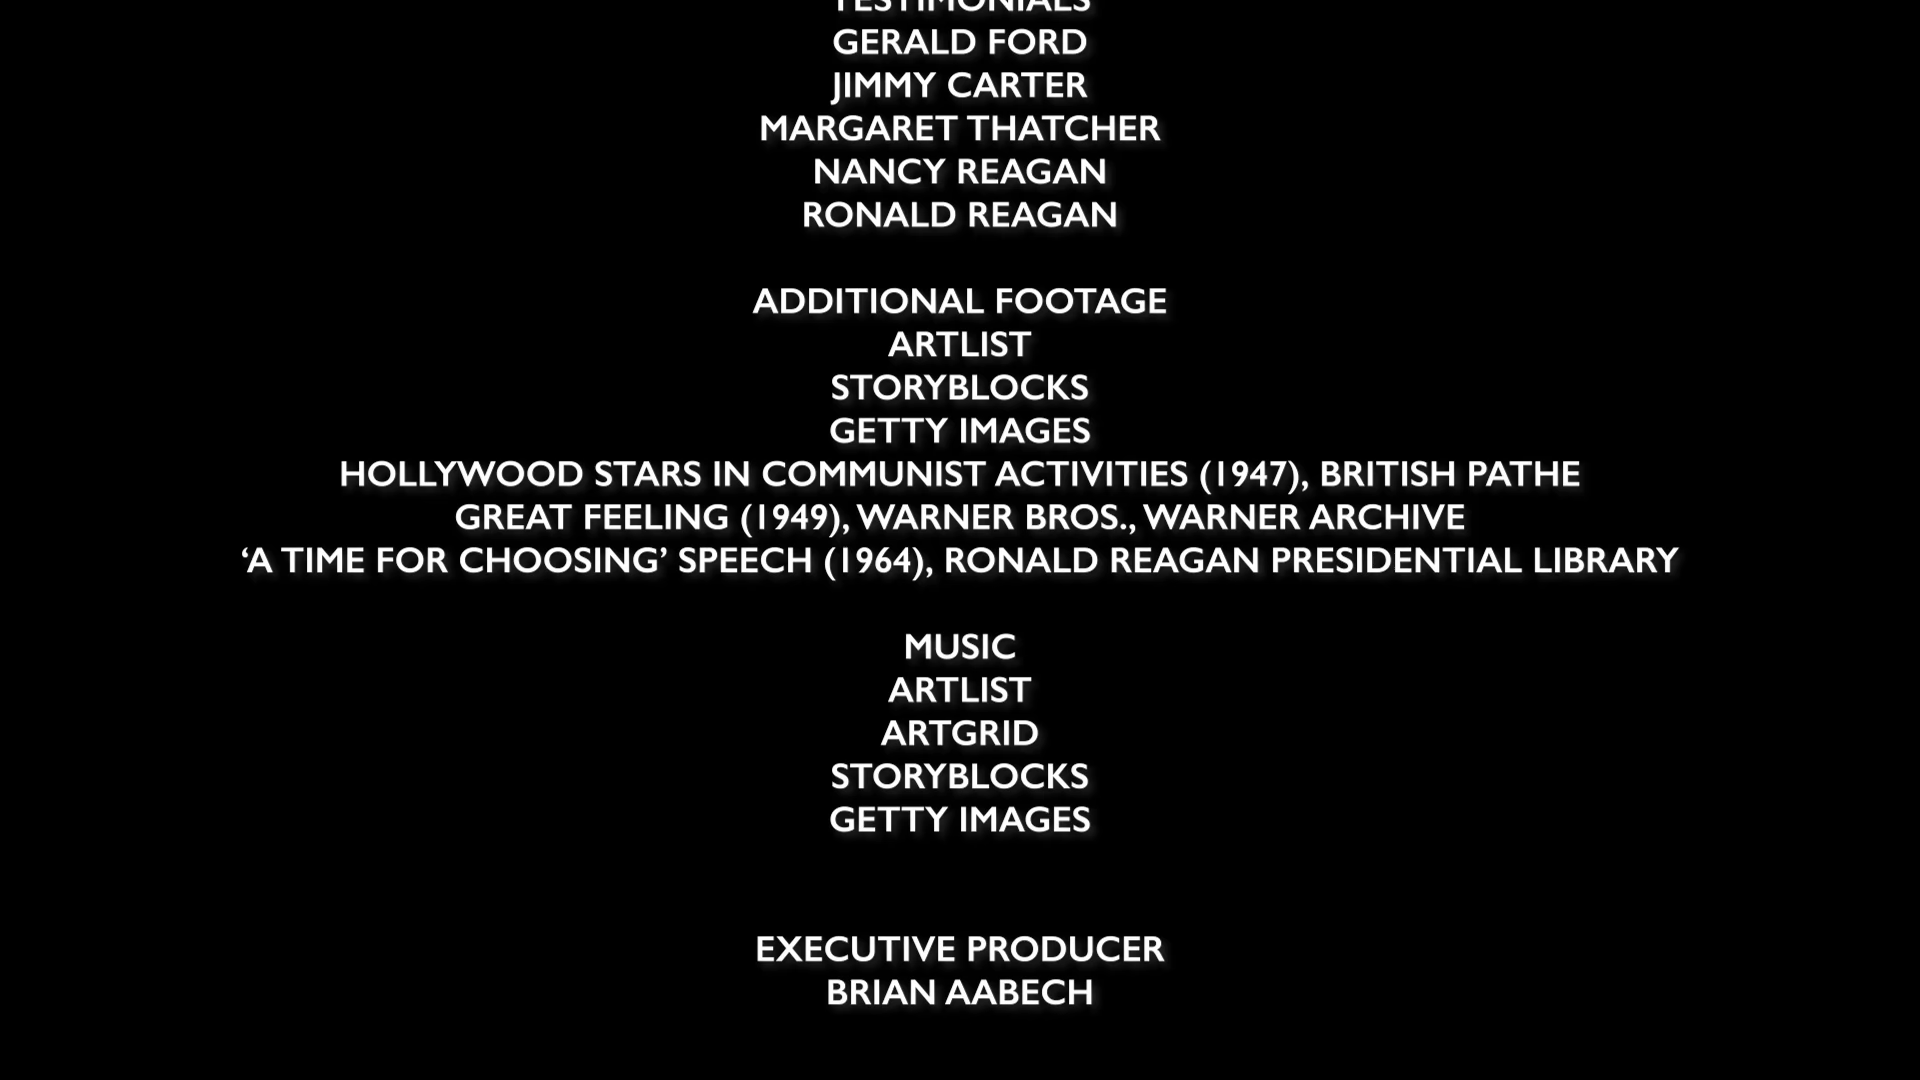 TESTIMONIALS
GERALD FORD
JIMMY CARTER
MARGARET THATCHER
NANCY REAGAN
RONALD REAGAN
ADDITIONAL FOOTAGE
ARTLIST
STORYBLOCKS
GETTY IMAGES
HOLLYWOOD STARS IN COMMUNIST ACTIVITIES (1947), BRITISH PATHE
GREAT FEELING (1949), WARNER BROS., WARNER ARCHIVE
‘A TIME FOR CHOOSING’ SPEECH (1964), RONALD REAGAN PRESIDENTIAL LIBRARY
MUSIC
ARTLIST
ARTGRID
STORYBLOCKS
GETTY IMAGES
EXECUTIVE PRODUCER
BRIAN AABECH